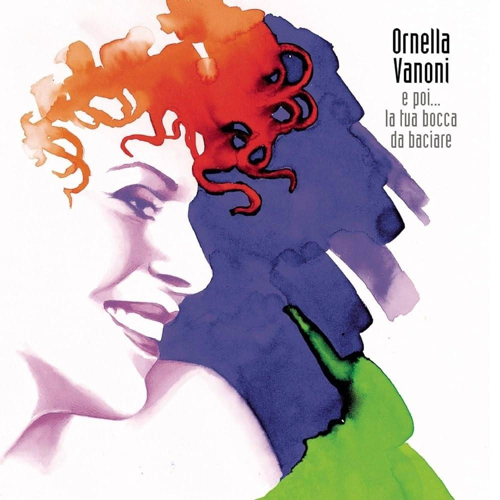 Ornella
Vanoni
e poi...
la tua bocca
da baciare